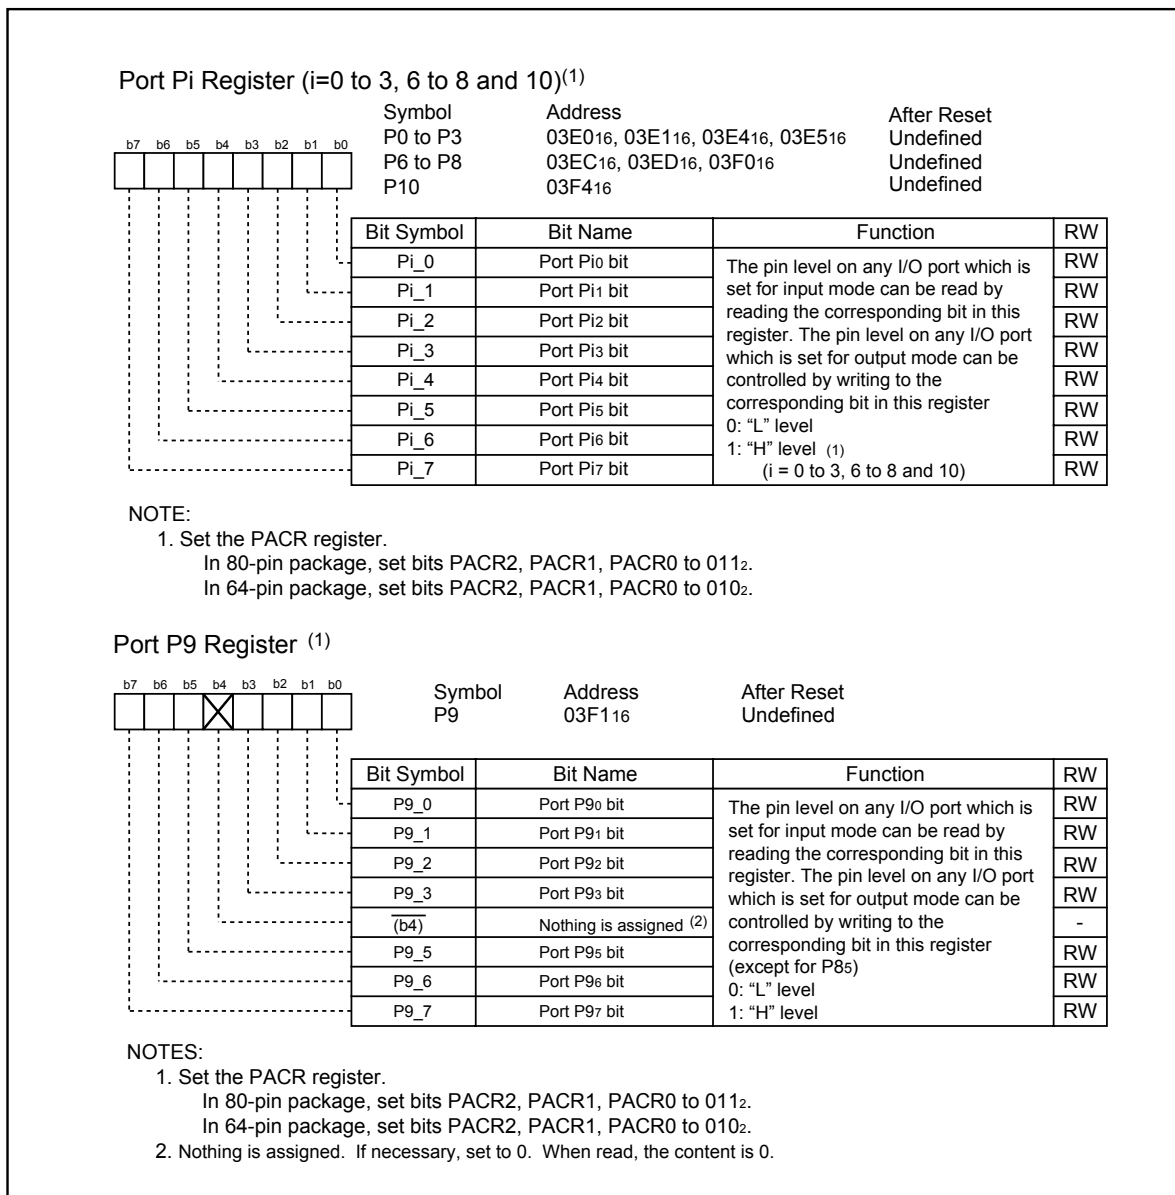 Port Pi Register (i=0 to 3, 6 to 8 and 10)(1)
Symbol Address After Reset
P0 to P3 03E016, 03E116, 03E416, 03E516 Undefined
P6 to P8 03EC16, 03ED16, 03F016 Undefined
P10 03F416 Undefined
b7 b6 b5 b4 b3 b2 b1 b0
Bit Symbol Bit Name Function RW
Pi_0 Port Pi0 bit RW
Pi_1 Port Pi1 bit RW
Pi_2 Port Pi2 bit RW
Pi_3 Port Pi3 bit RW
Pi_4 Port Pi4 bit RW
Pi_5 Port Pi5 bit RW
Pi_6 Port Pi6 bit RW
Pi_7 Port Pi7 bit RW
The pin level on any I/O port which is
set for input mode can be read by
reading the corresponding bit in this
register. The pin level on any I/O port
which is set for output mode can be
controlled by writing to the
corresponding bit in this register
0: “L” level
1: “H” level (1)
(i = 0 to 3, 6 to 8 and 10)
NOTE:
1. Set the PACR register.
In 80-pin package, set bits PACR2, PACR1, PACR0 to 0112.
In 64-pin package, set bits PACR2, PACR1, PACR0 to 0102.
Port P9 Register (1)
b7 b6 b5 b4 b3 b2 b1 b0
Symbol Address After Reset
P9 03F116 Undefined
Bit Symbol Bit Name Function RW
P9_0 Port P90 bit RW
P9_1 Port P91 bit RW
P9_2 Port P92 bit RW
P9_3 Port P93 bit RW
(b4) Nothing is assigned (2) -
P9_5 Port P95 bit RW
P9_6 Port P96 bit RW
P9_7 Port P97 bit RW
The pin level on any I/O port which is
set for input mode can be read by
reading the corresponding bit in this
register. The pin level on any I/O port
which is set for output mode can be
controlled by writing to the
corresponding bit in this register
(except for P85)
0: “L” level
1: “H” level
NOTES:
1. Set the PACR register.
In 80-pin package, set bits PACR2, PACR1, PACR0 to 0112.
In 64-pin package, set bits PACR2, PACR1, PACR0 to 0102.
2. Nothing is assigned. If necessary, set to 0. When read, the content is 0.